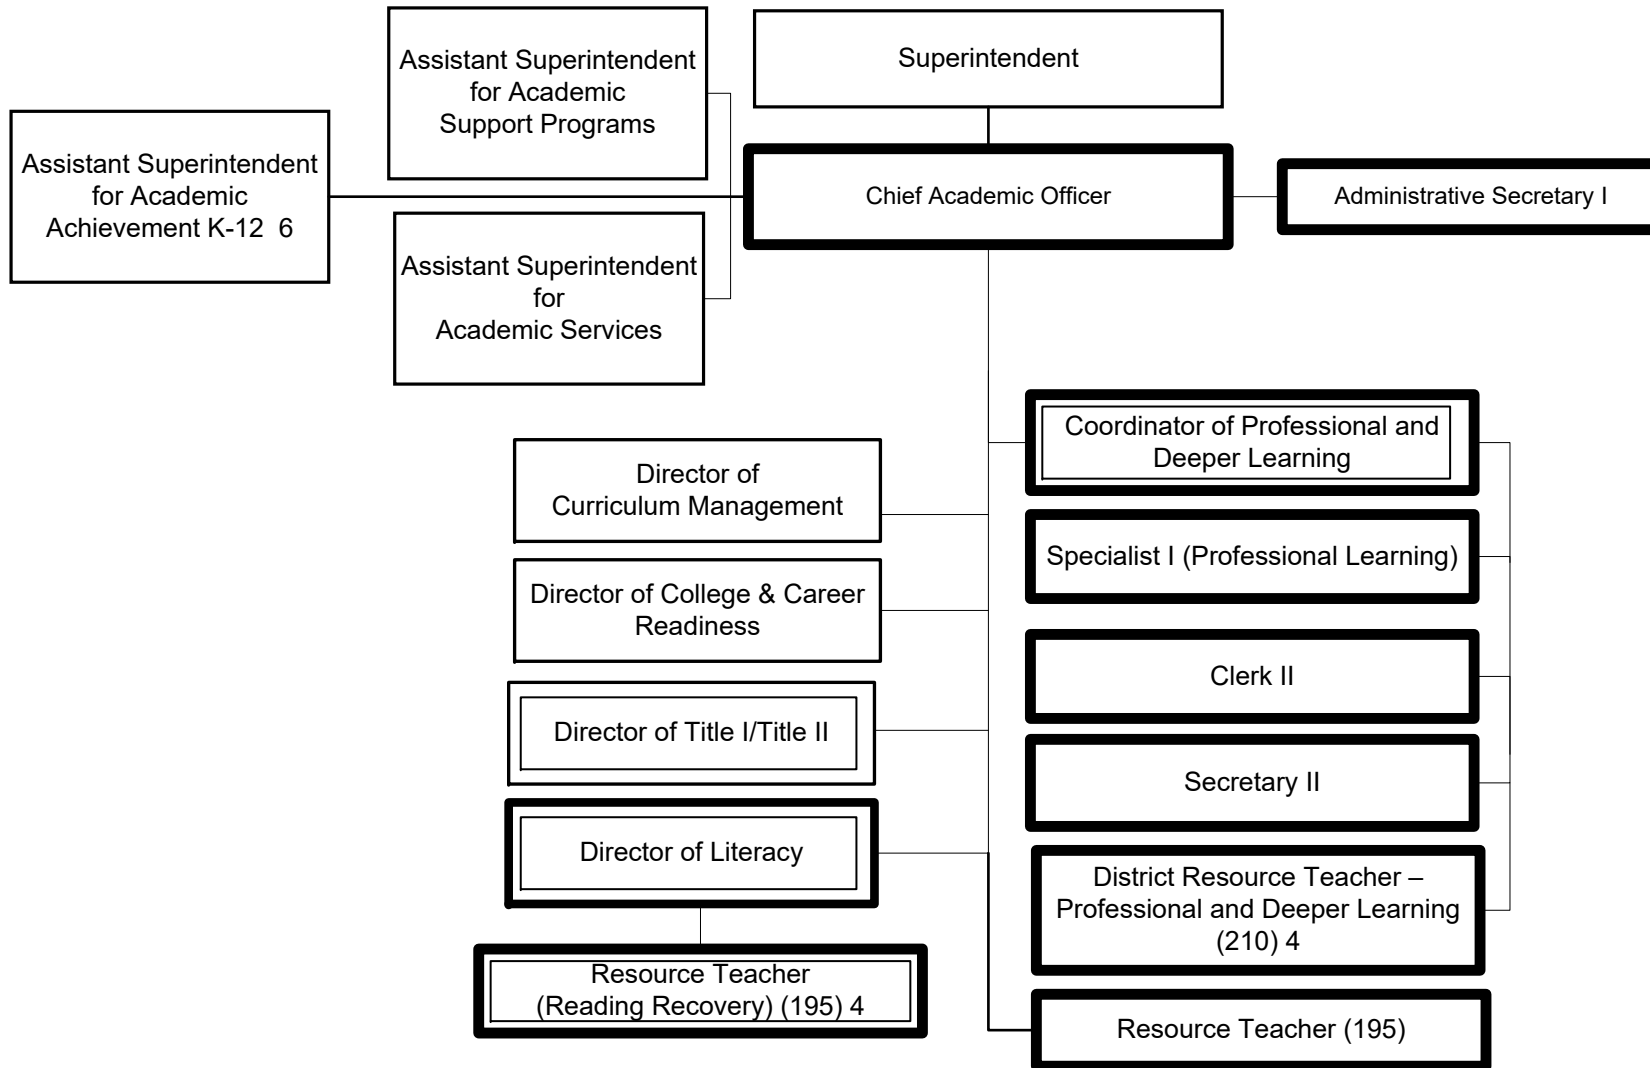 Superintendent
Assistant Superintendent
for Academic
Support Programs
Assistant Superintendent
for Academic
Achievement K-12  6
Chief Academic Officer
Administrative Secretary I
Assistant Superintendent
for
Academic Services
Director of
Curriculum Management
Director of College & Career
Readiness
Director of Title I/Title II
Director of Literacy
Resource Teacher
(Reading Recovery) (195) 4
Coordinator of Professional and
Deeper Learning
Specialist I (Professional Learning)
Clerk II
Secretary II
District Resource Teacher –
Professional and Deeper Learning
(210) 4
Resource Teacher (195)